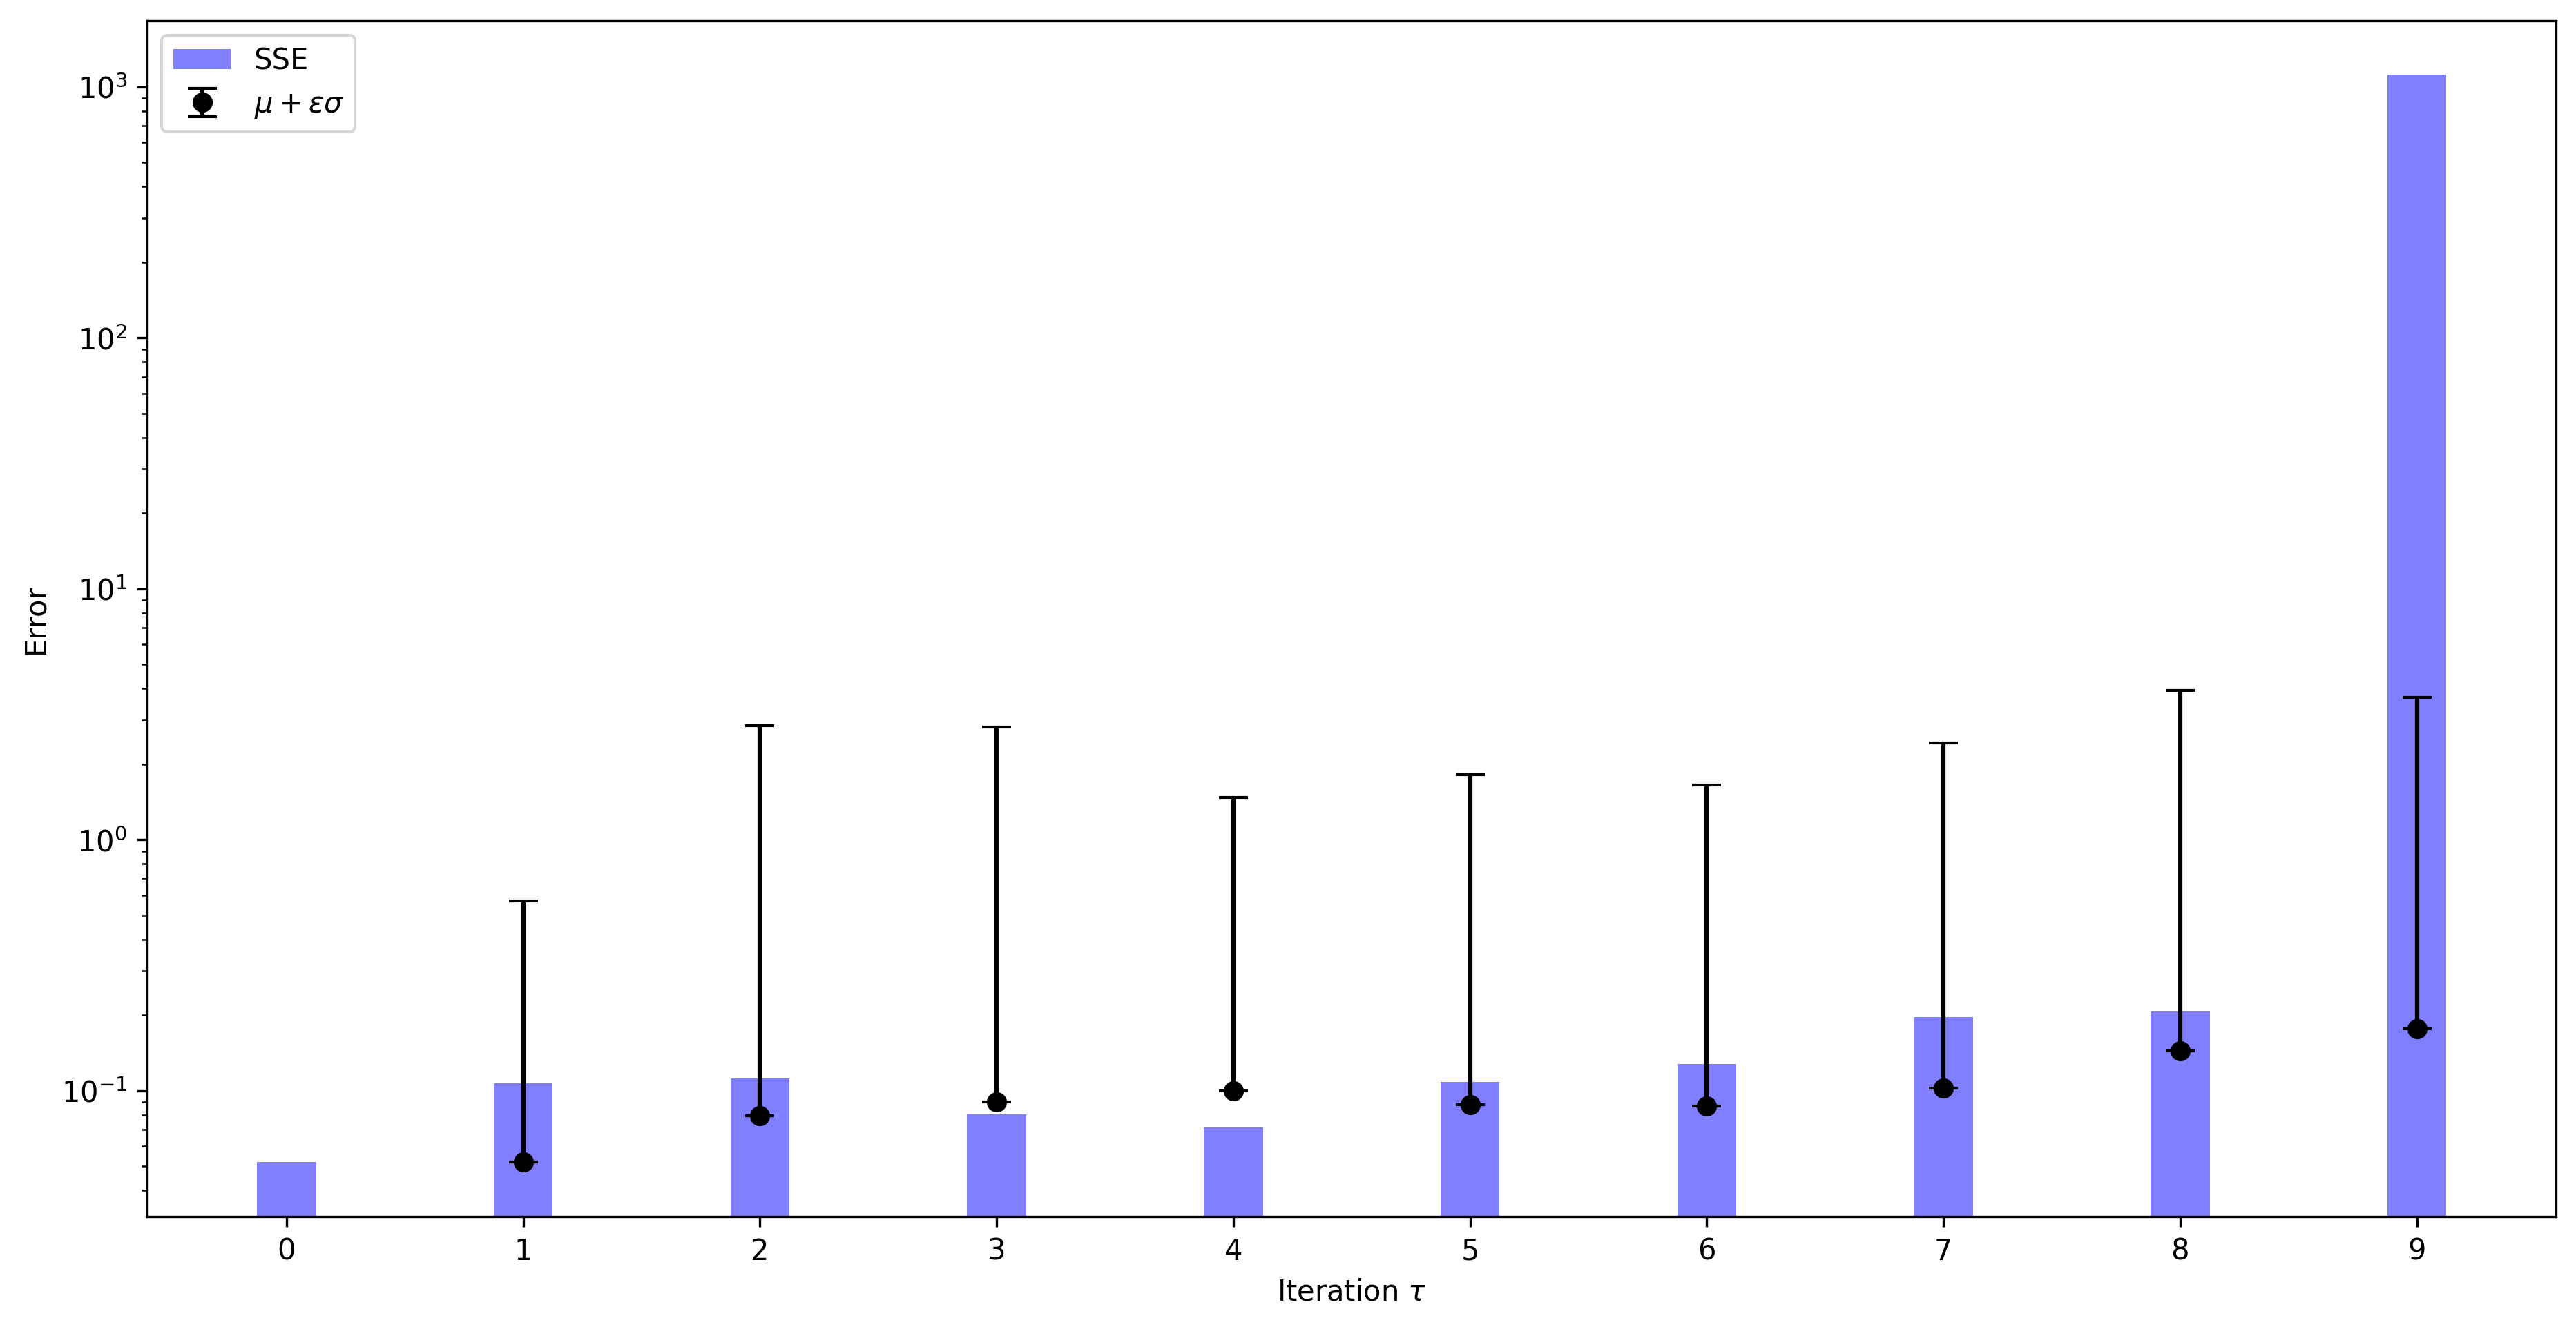 SSE
μ + εσ
10³
10²
10¹
10⁰
10⁻¹
Error
0 1 2 3 4 5 6 7 8 9
Iteration τ